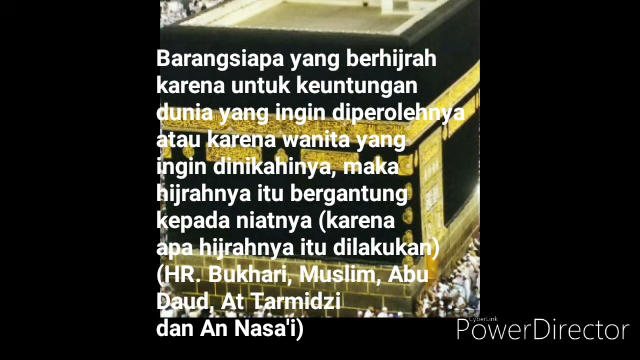 Barangsiapa yang berhijrah
karena untuk keuntungan
dunia yang ingin diperolehnya
atau karena wanita yang
ingin dinikahinya, maka
hijrahnya itu bergantung
kepada niatnya (karena
apa hijrahnya itu dilakukan)
(HR. Bukhari, Muslim, Abu
Daud, At Tarmidzi
dan An Nasa'i)
CyberLink
PowerDirector